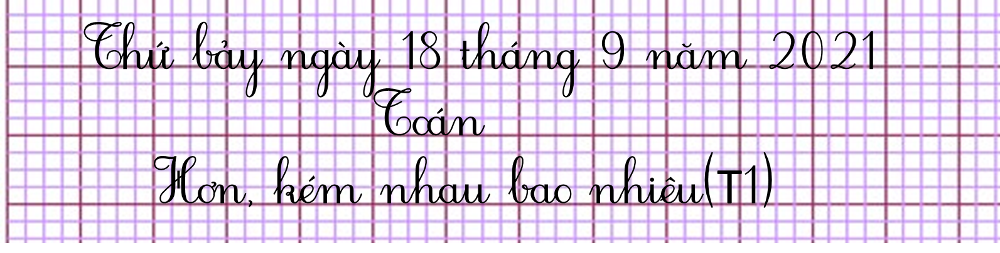 Thứ bảy ngày 18 tháng 9 năm 2021
Toán
Hơn, kém nhau bao nhiêu(T1)